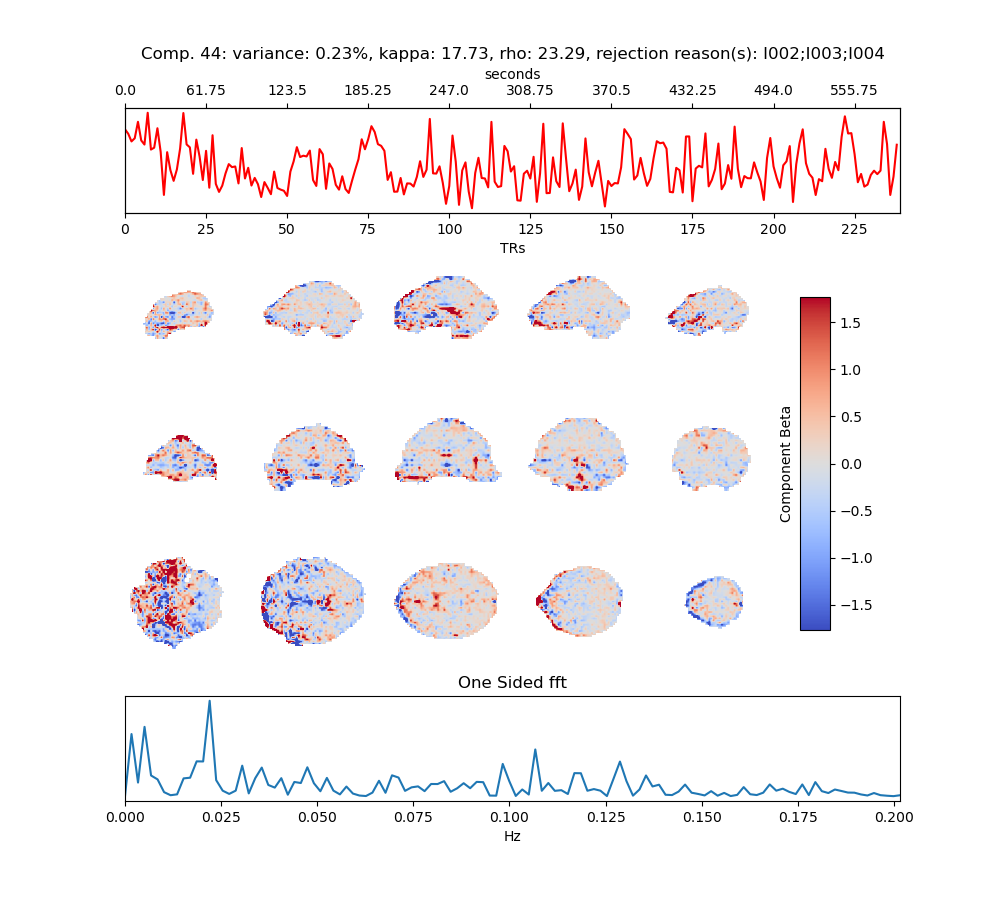 Comp. 44: variance: 0.23%, kappa: 17.73, rho: 23.29, rejection reason(s): I002;I003;I004
seconds
0.0 61.75 123.5 185.25 247.0 308.75 370.5 432.25 494.0 555.75
0 25 50 75 100 125 150 175 200 225
TRs
Component Beta
1.5
1.0
0.5
0.0
−0.5
−1.0
−1.5
One Sided fft
0.000 0.025 0.050 0.075 0.100 0.125 0.150 0.175 0.200
Hz